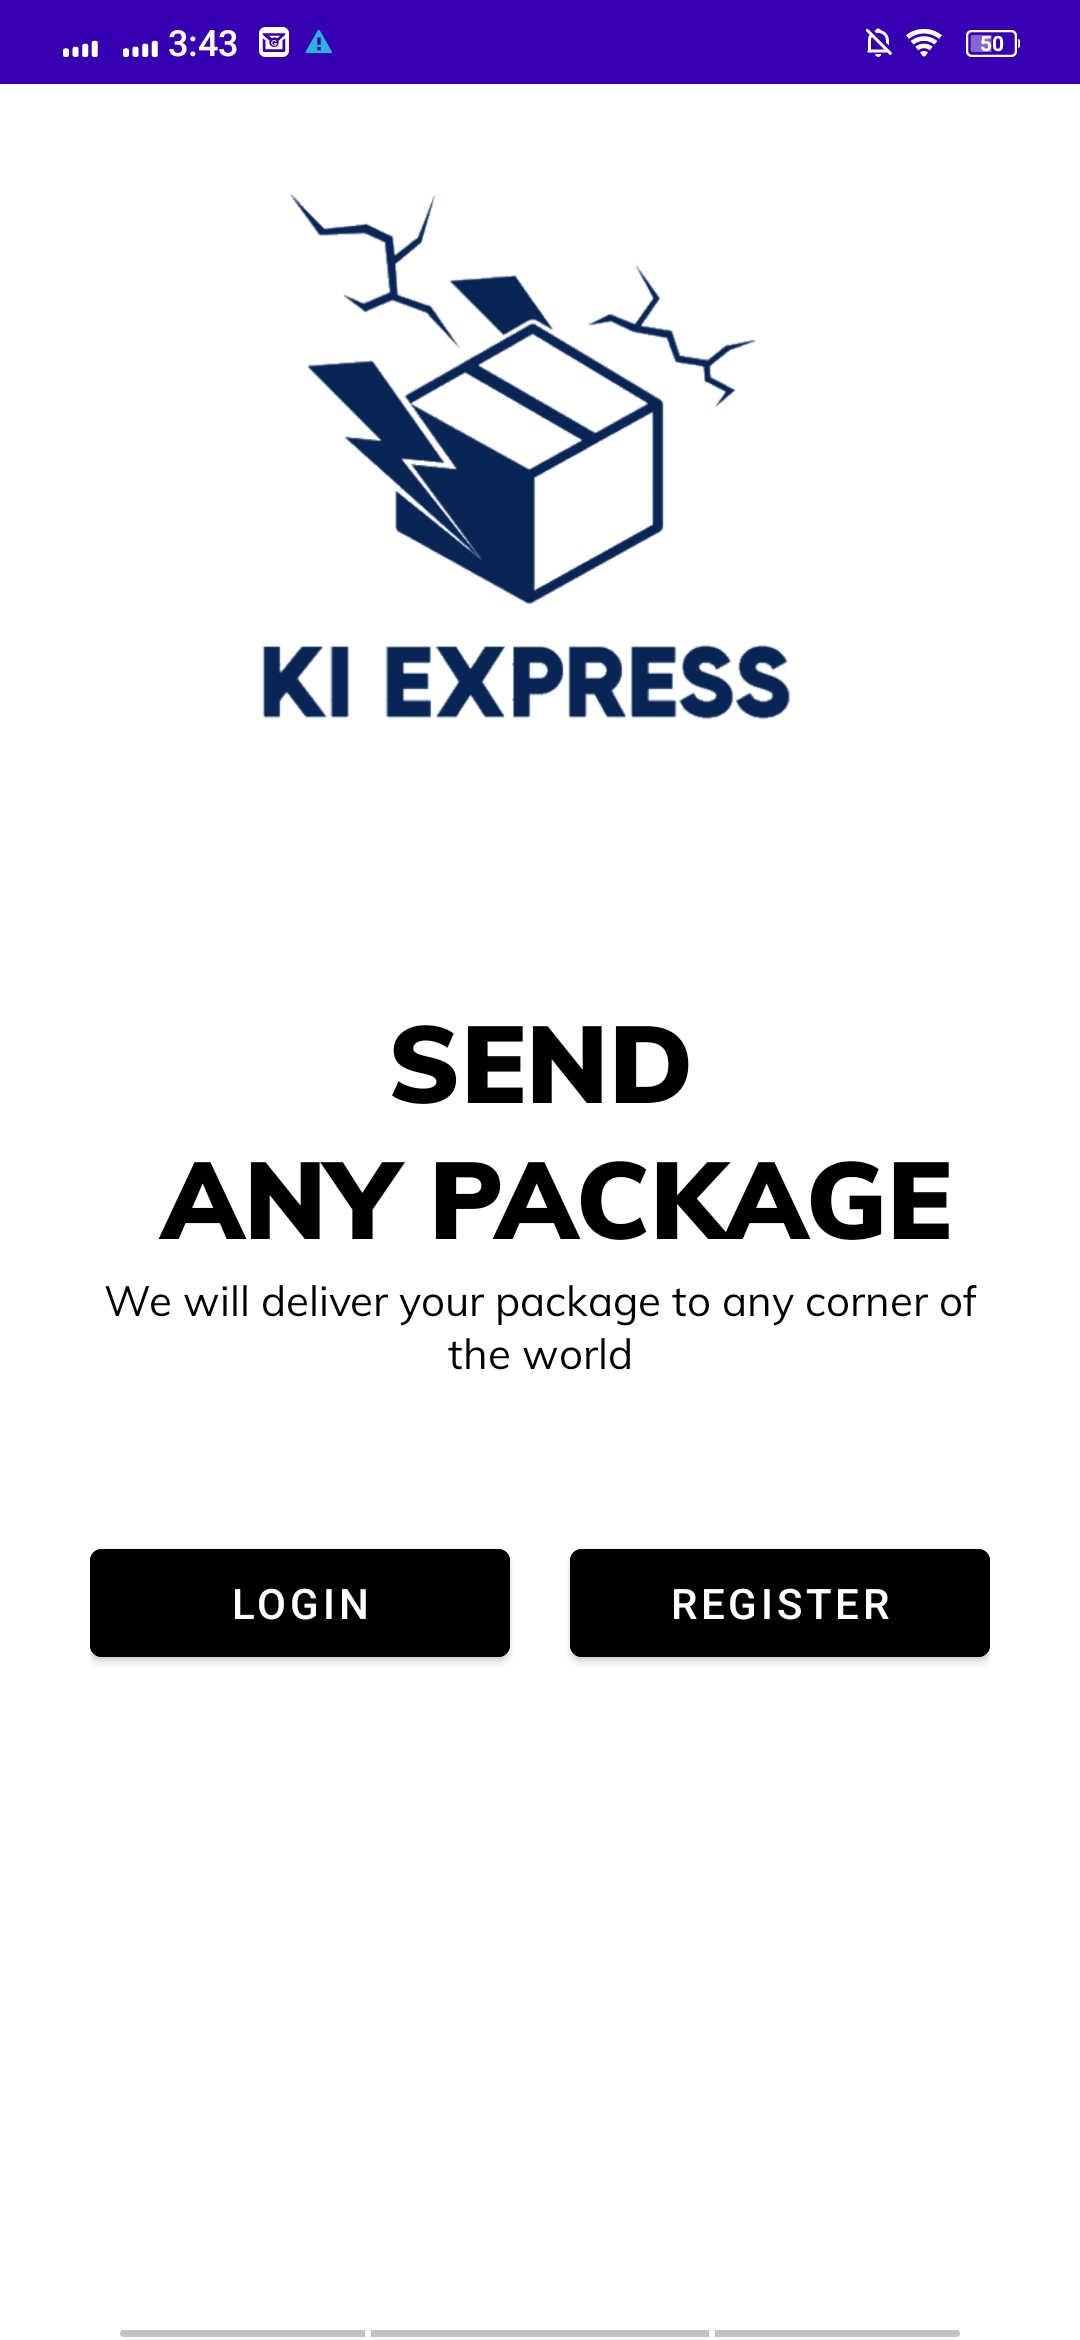 3:43
50
KI EXPRESS
SEND
ANY PACKAGE
We will deliver your package to any corner of
the world
LOGIN
REGISTER